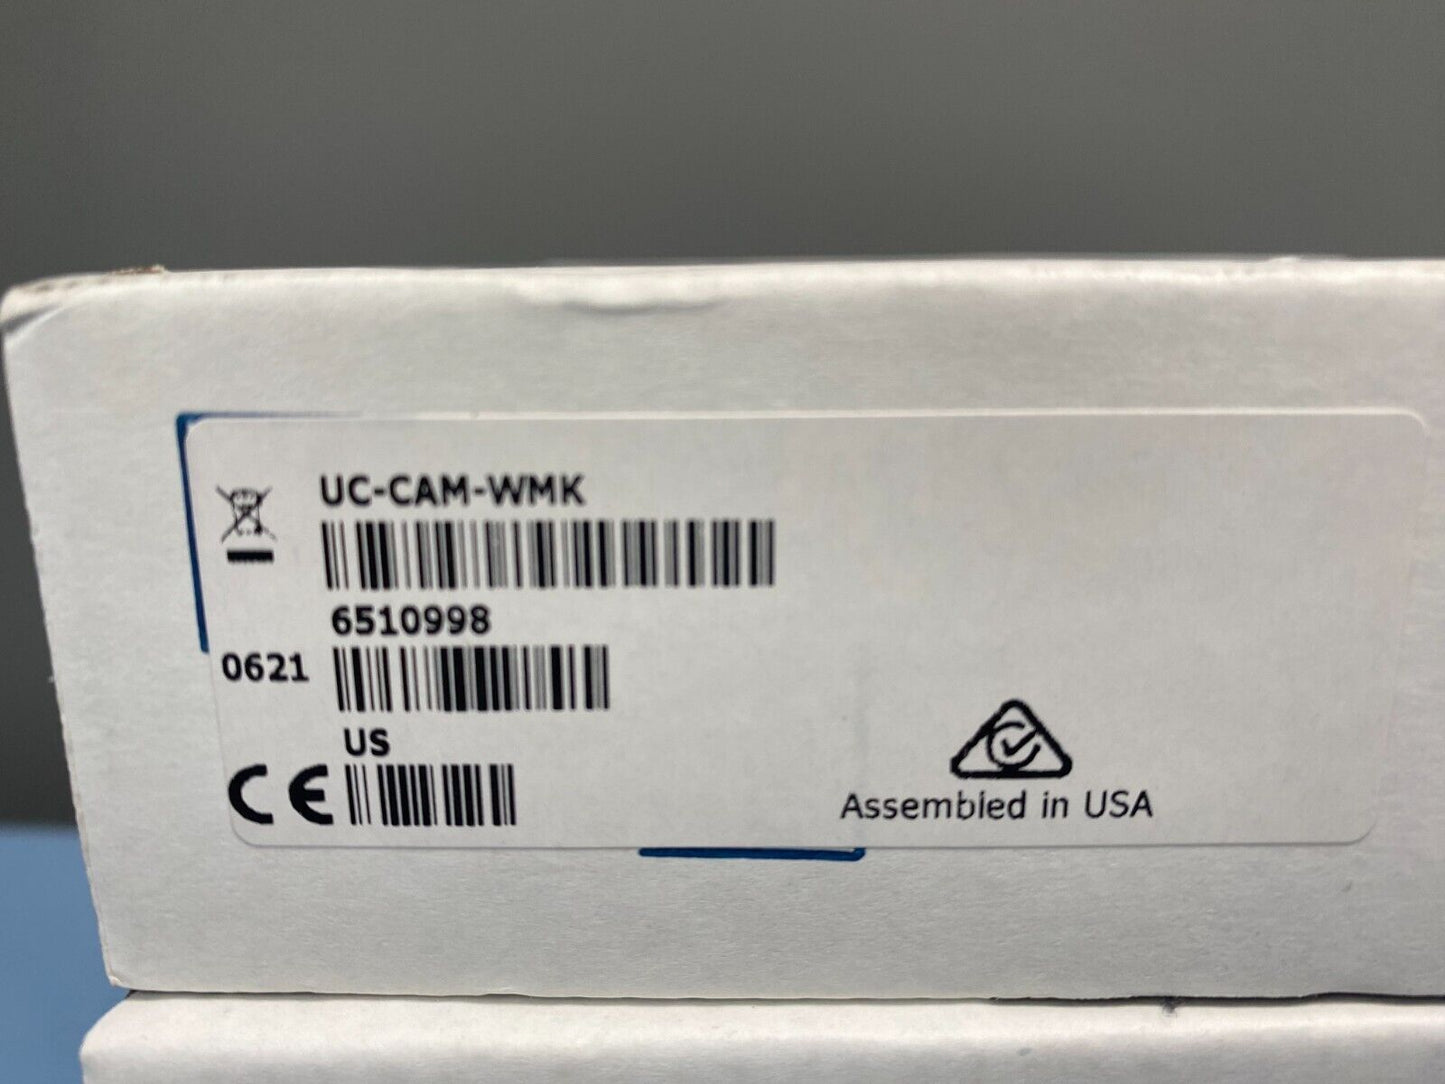 UC-CAM-WMK
6510998
0621
US
CE
Assembled in USA